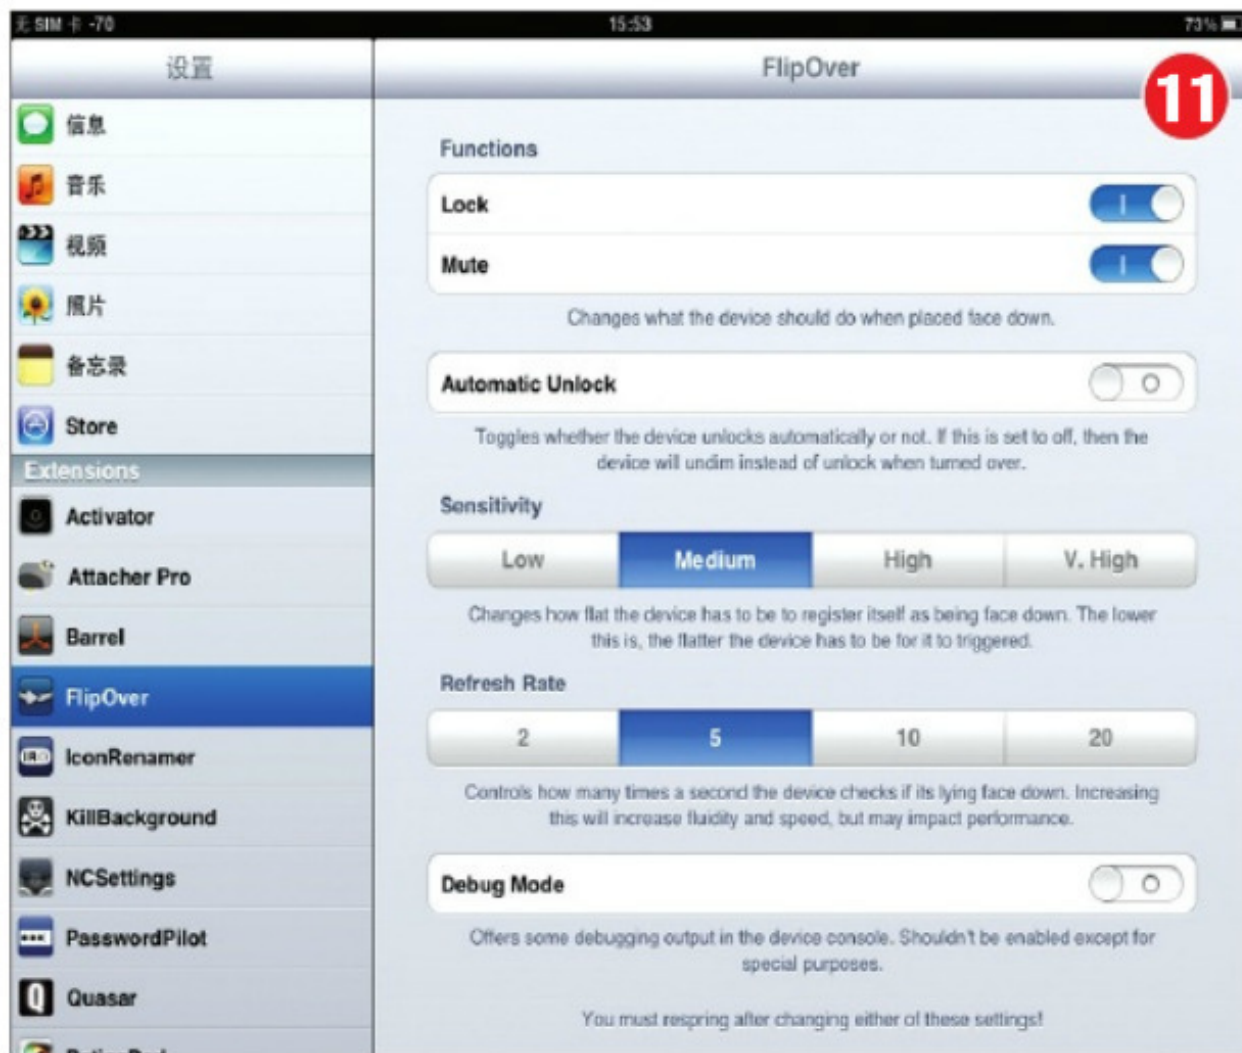 无 SIM 卡 -70
15:53
73%
设置
FlipOver
11
信息
音乐
视频
照片
备忘录
Store
Extensions
Activator
Attacher Pro
Barrel
FlipOver
IconRenamer
KillBackground
NCSettings
PasswordPilot
Quasar
Functions
Lock
Mute
Changes what the device should do when placed face down.
Automatic Unlock
Toggles whether the device unlocks automatically or not. If this is set to off, then the
device will undim instead of unlock when turned over.
Sensitivity
Low
Medium
High
V. High
Changes how flat the device has to be to register itself as being face down. The lower
this is, the flatter the device has to be for it to triggered.
Refresh Rate
2
5
10
20
Controls how many times a second the device checks if its lying face down. Increasing
this will increase fluidity and speed, but may impact performance.
Debug Mode
Offers some debugging output in the device console. Shouldn't be enabled except for
special purposes.
You must respring after changing either of these settings!